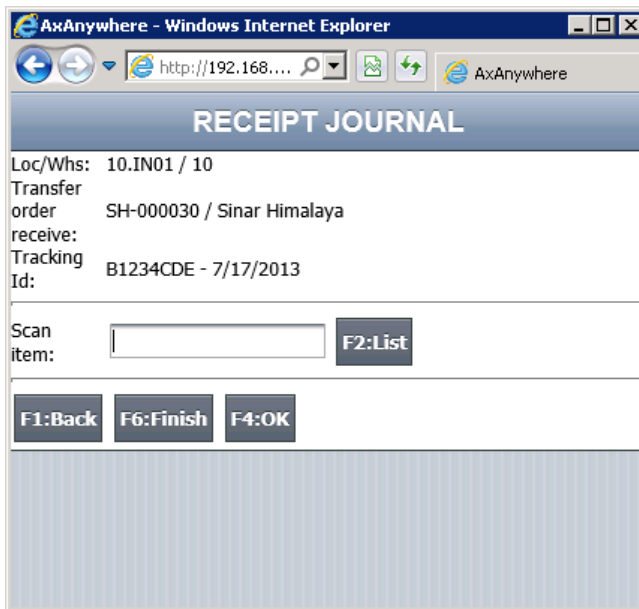 AxAnywhere - Windows Internet Explorer
http://192.168.... AxAnywhere
RECEIPT JOURNAL
Loc/Whs: 10.IN01 / 10
Transfer
order
receive: SH-000030 / Sinar Himalaya
Tracking
Id: B1234CDE - 7/17/2013
Scan
item: F2:List
F1:Back F6:Finish F4:OK